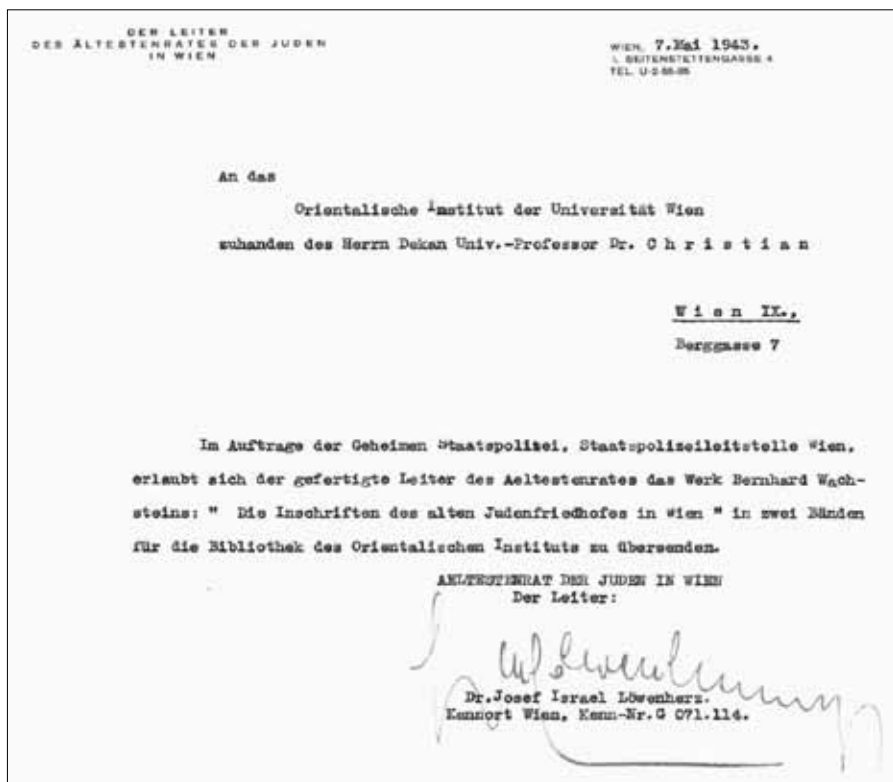 DER LEITER
DES ÄLTESTENRATES DER JUDEN
IN WIEN
WIEN, 7.Mai 1943.
I., SEITENSTETTENGASSE 4
TEL. U-2-55-85
An das
Orientalische Institut der Universität Wien
zuhanden des Herrn Dekan Univ.-Professor Dr. C h r i s t i a n
W i e n IX.,
Berggasse 7
Im Auftrage der Geheimen Staatspolizei, Staatspolizeileitstelle Wien,
erlaubt sich der gefertigte Leiter des Aeltestenrates das Werk Bernhard Wach-
steins: " Die Inschriften des alten Judenfriedhofes in Wien " in zwei Bänden
für die Bibliothek des Orientalischen Instituts zu übersenden.
AELTESTENRAT DER JUDEN IN WIEN
Der Leiter:
Dr.Josef Israel Löwenherz.
Kennort Wien, Kenn-Nr.G 071.114.